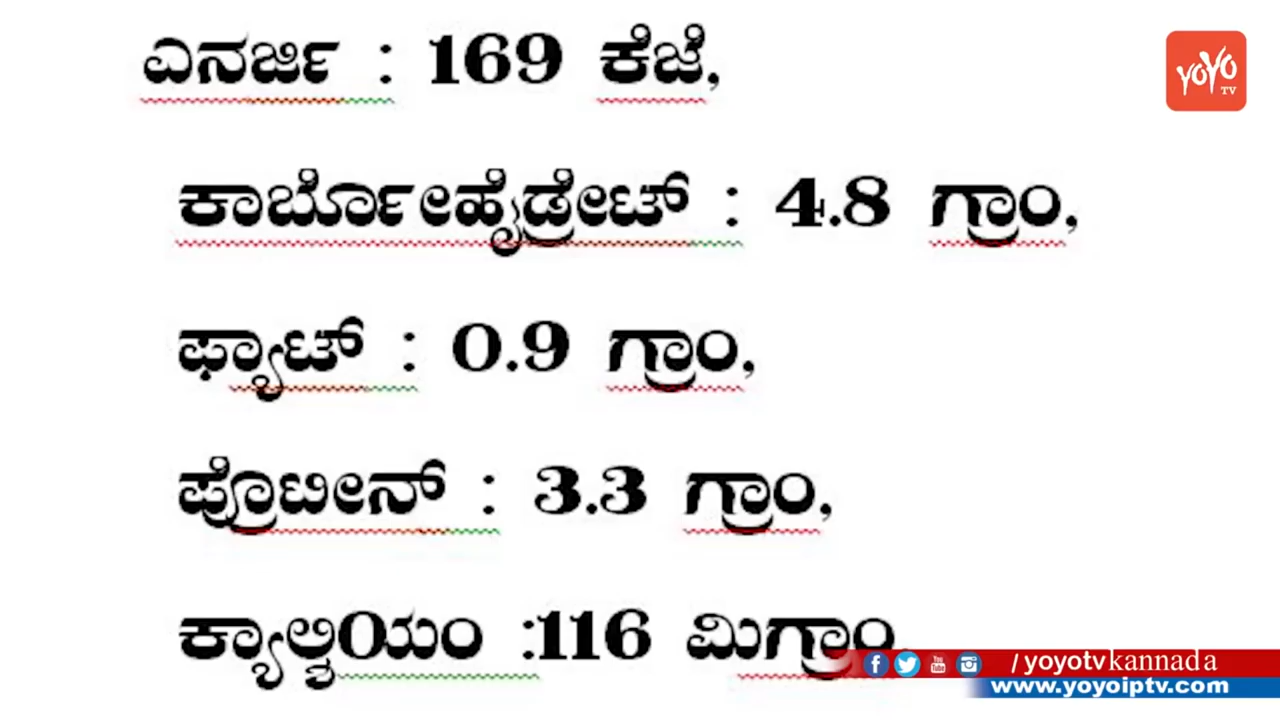 ಎನರ್ಜಿ : 169 ಕೆಜೆ,
YOYO
TV
ಕಾರ್ಬೋಹೈಡ್ರೇಟ್ : 4.8 ಗ್ರಾಂ,
ಫ್ಯಾಟ್ : 0.9 ಗ್ರಾಂ,
ಪ್ರೊಟೀನ್ : 3.3 ಗ್ರಾಂ,
ಕ್ಯಾಲ್ಶಿಯಂ :116 ಮಿಗ್ರಾಂ
/yoyotvkannada
www.yoyoiptv.com